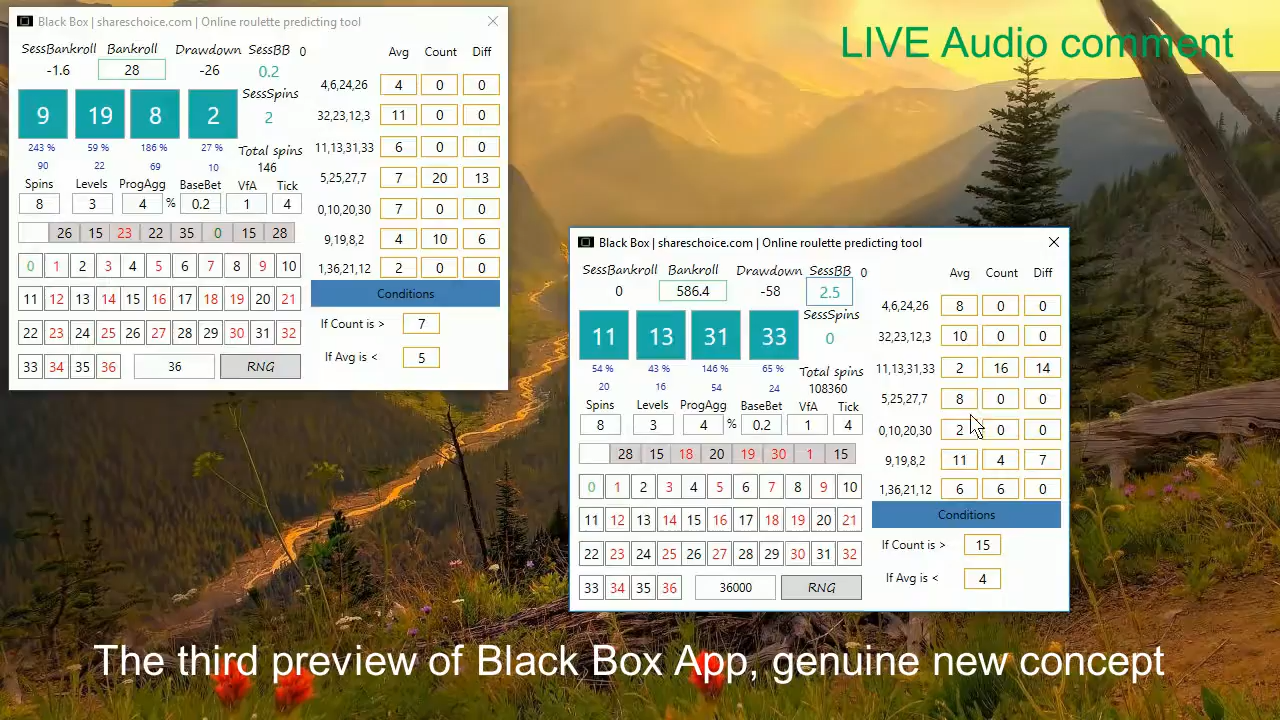 LIVE Audio comment
Black Box | shareschoice.com | Online roulette predicting tool
SessBankroll Bankroll Drawdown SessBB 0
-1.6 28 -26 0.2
Avg Count Diff
4,6,24,26 4 0 0
9 19 8 2
SessSpins
2
32,23,12,3 11 0 0
243 % 59 % 186 % 27 %
90 22 69 10
Total spins
146
11,13,31,33 6 0 0
5,25,27,7 7 20 13
Spins Levels ProgAgg BaseBet VfA Tick
8 3 4 % 0.2 1 4
0,10,20,30 7 0 0
26 15 23 22 35 0 15 28
9,19,8,2 4 10 6
0 1 2 3 4 5 6 7 8 9 10
1,36,21,12 2 0 0
11 12 13 14 15 16 17 18 19 20 21
Conditions
22 23 24 25 26 27 28 29 30 31 32
If Count is > 7
33 34 35 36 36 RNG
If Avg is < 5
Black Box | shareschoice.com | Online roulette predicting tool
SessBankroll Bankroll Drawdown SessBB 0
0 586.4 -58 2.5
Avg Count Diff
4,6,24,26 8 0 0
11 13 31 33
SessSpins
0
32,23,12,3 10 0 0
54 % 43 % 146 % 65 %
20 16 54 24
Total spins
108360
11,13,31,33 2 16 14
5,25,27,7 8 0 0
Spins Levels ProgAgg BaseBet VfA Tick
8 3 4 % 0.2 1 4
0,10,20,30 2 0 0
28 15 18 20 19 30 1 15
9,19,8,2 11 4 7
0 1 2 3 4 5 6 7 8 9 10
1,36,21,12 6 6 0
11 12 13 14 15 16 17 18 19 20 21
Conditions
22 23 24 25 26 27 28 29 30 31 32
If Count is > 15
33 34 35 36 36000 RNG
If Avg is < 4
The third preview of Black Box App, genuine new concept